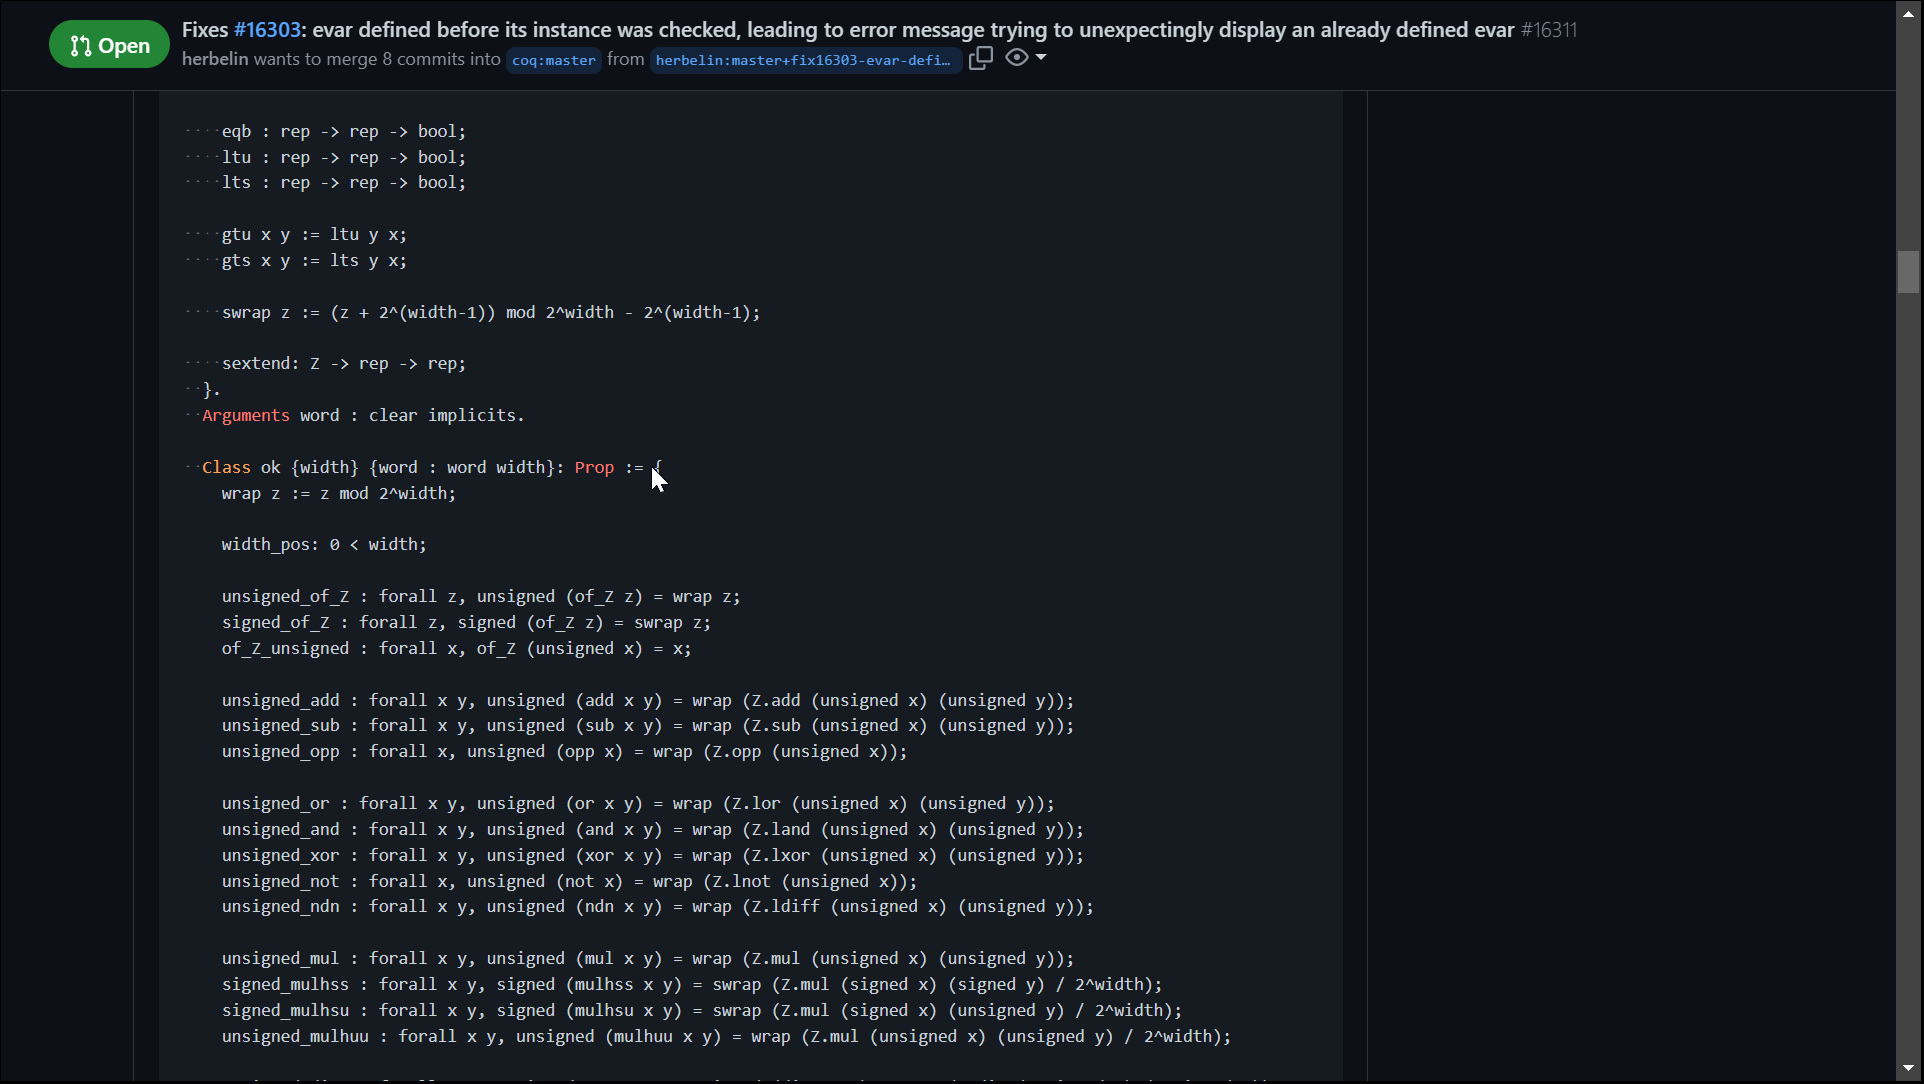 Open
Fixes #16303: evar defined before its instance was checked, leading to error message trying to unexpectingly display an already defined evar #16311
herbelin wants to merge 8 commits into coq:master from herbelin:master+fix16303-evar-defi…
····eqb : rep -> rep -> bool;
····ltu : rep -> rep -> bool;
····lts : rep -> rep -> bool;
····gtu x y := ltu y x;
····gts x y := lts y x;
····swrap z := (z + 2^(width-1)) mod 2^width - 2^(width-1);
····sextend: Z -> rep -> rep;
··}.
··Arguments word : clear implicits.
··Class ok {width} {word : word width}: Prop := {
wrap z := z mod 2^width;
width_pos: 0 < width;
unsigned_of_Z : forall z, unsigned (of_Z z) = wrap z;
signed_of_Z : forall z, signed (of_Z z) = swrap z;
of_Z_unsigned : forall x, of_Z (unsigned x) = x;
unsigned_add : forall x y, unsigned (add x y) = wrap (Z.add (unsigned x) (unsigned y));
unsigned_sub : forall x y, unsigned (sub x y) = wrap (Z.sub (unsigned x) (unsigned y));
unsigned_opp : forall x, unsigned (opp x) = wrap (Z.opp (unsigned x));
unsigned_or : forall x y, unsigned (or x y) = wrap (Z.lor (unsigned x) (unsigned y));
unsigned_and : forall x y, unsigned (and x y) = wrap (Z.land (unsigned x) (unsigned y));
unsigned_xor : forall x y, unsigned (xor x y) = wrap (Z.lxor (unsigned x) (unsigned y));
unsigned_not : forall x, unsigned (not x) = wrap (Z.lnot (unsigned x));
unsigned_ndn : forall x y, unsigned (ndn x y) = wrap (Z.ldiff (unsigned x) (unsigned y));
unsigned_mul : forall x y, unsigned (mul x y) = wrap (Z.mul (unsigned x) (unsigned y));
signed_mulhss : forall x y, signed (mulhss x y) = swrap (Z.mul (signed x) (signed y) / 2^width);
signed_mulhsu : forall x y, signed (mulhsu x y) = swrap (Z.mul (signed x) (unsigned y) / 2^width);
unsigned_mulhuu : forall x y, unsigned (mulhuu x y) = wrap (Z.mul (unsigned x) (unsigned y) / 2^width);